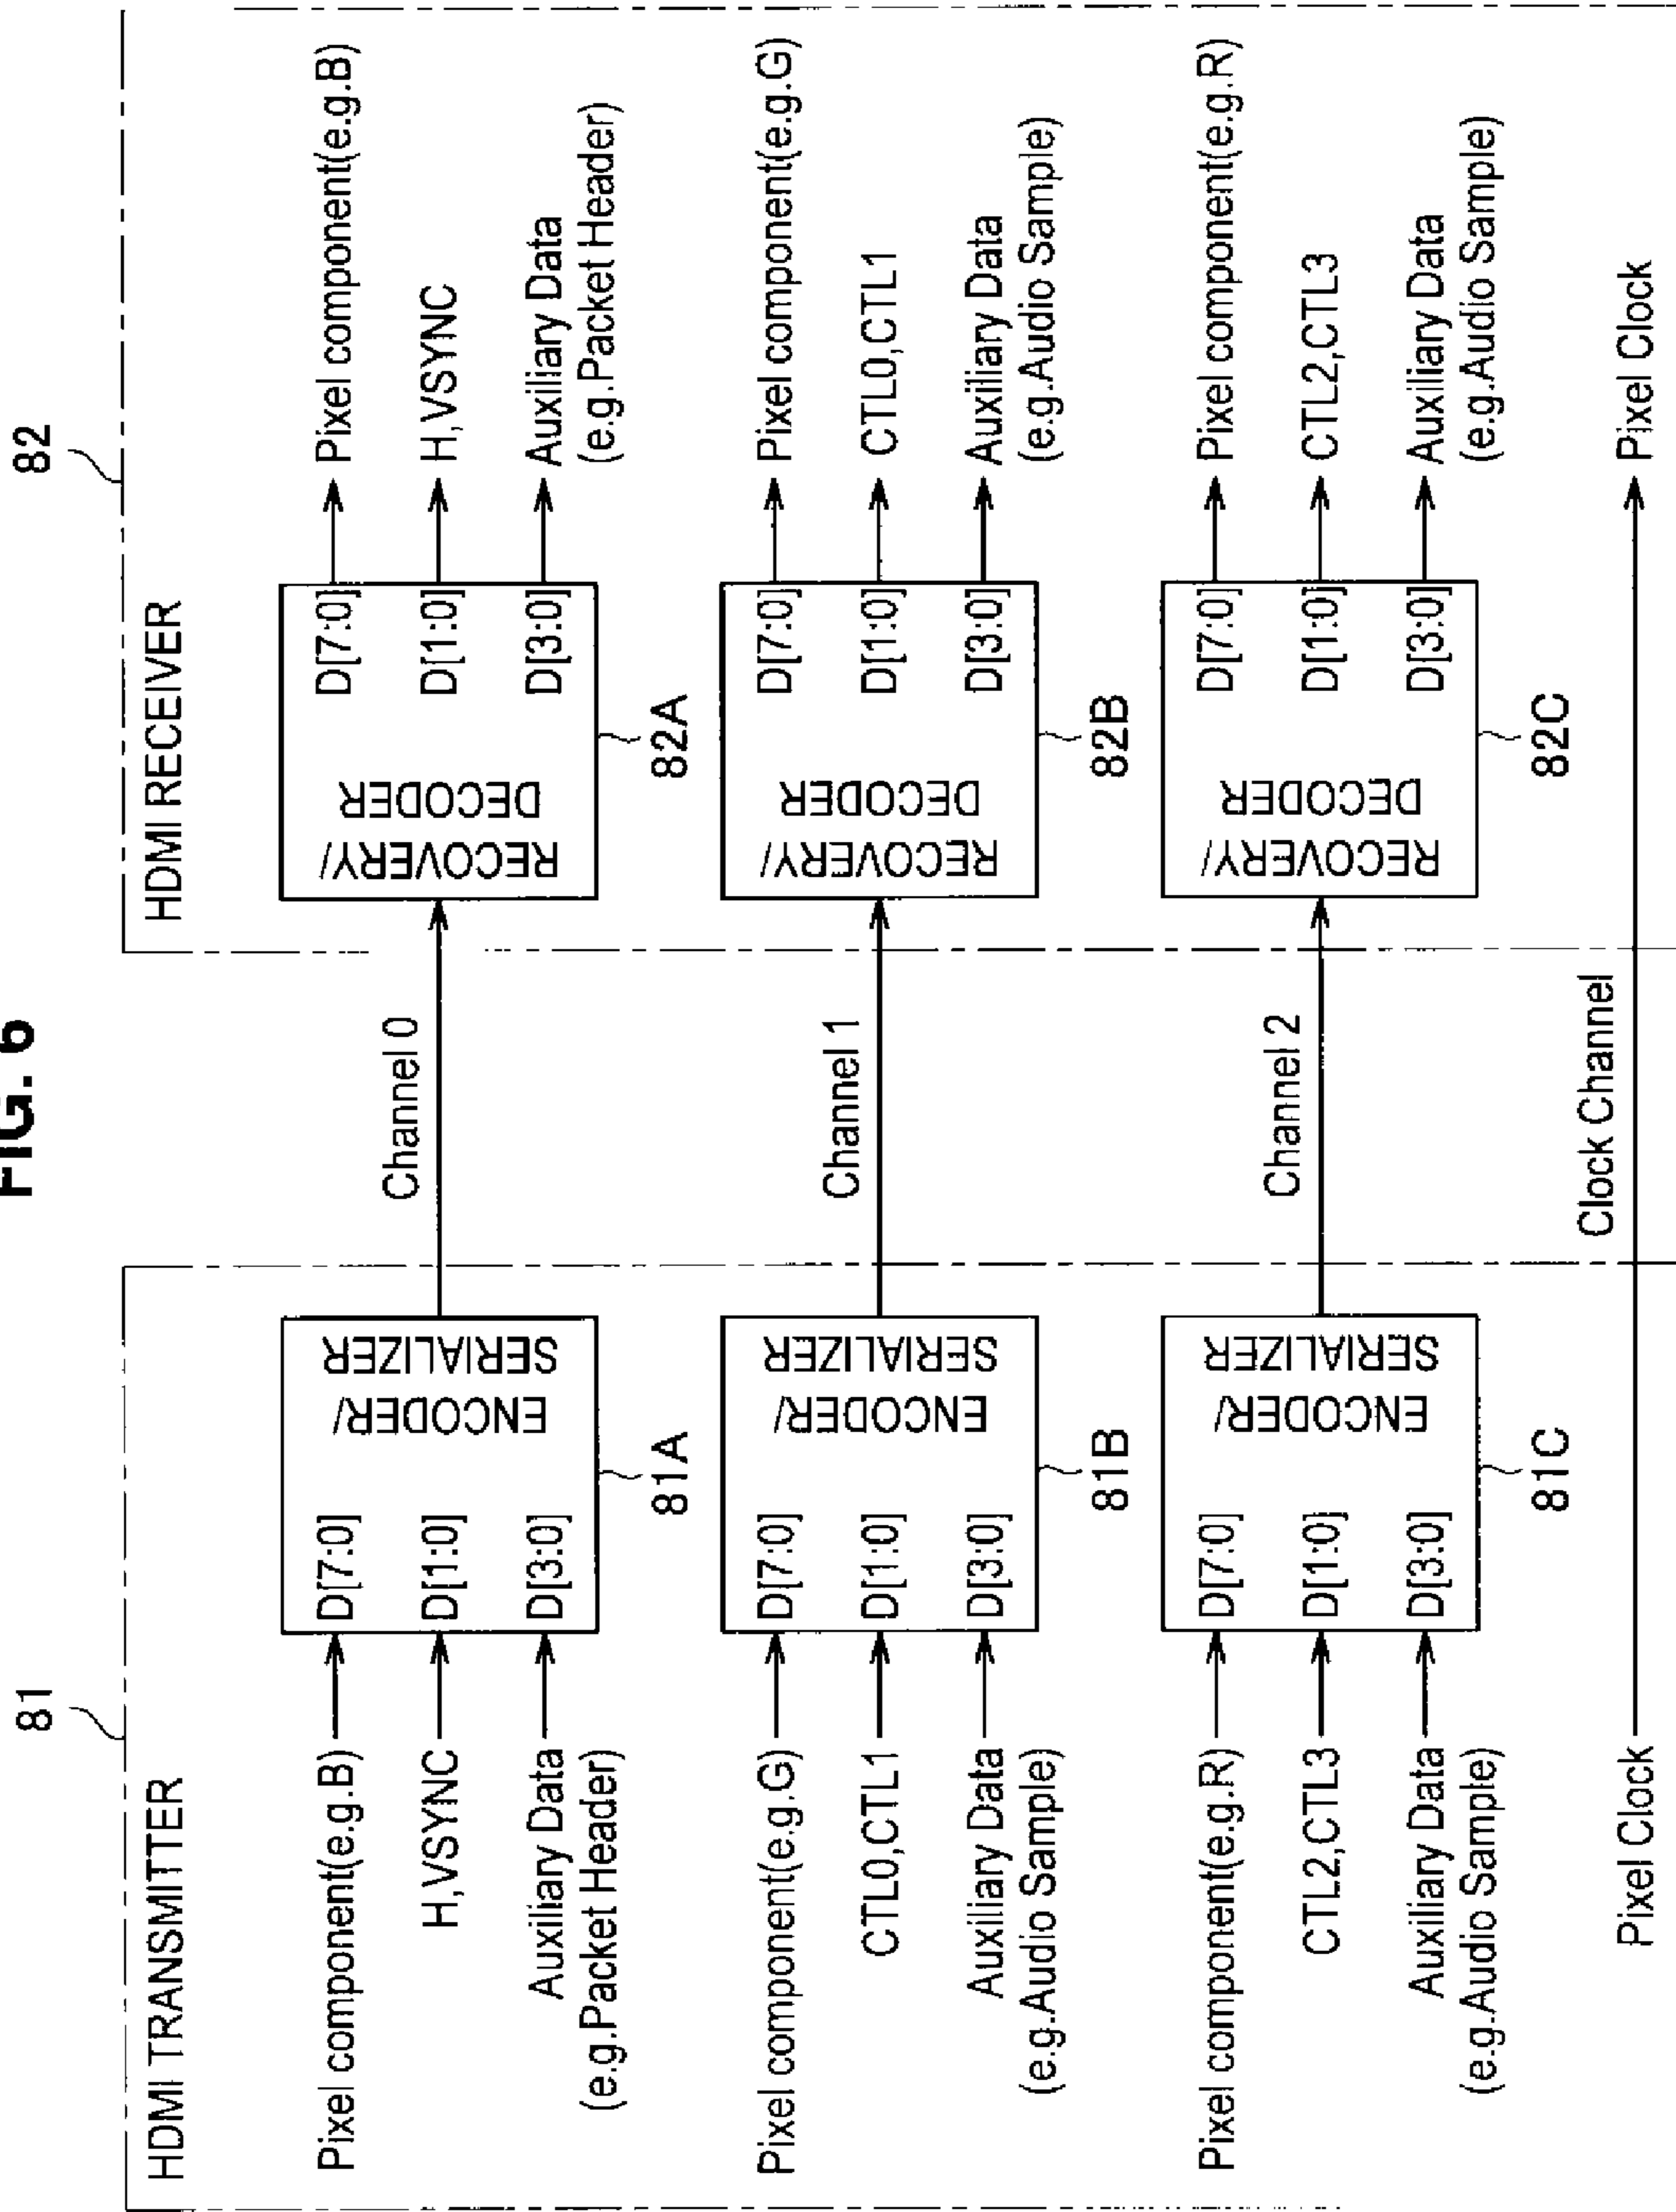 FIG. 6
81
82
HDMI TRANSMITTER
HDMI RECEIVER
Pixel component(e.g.B)
H,VSYNC
Auxiliary Data
(e.g.Packet Header)
D[7:0]
D[1:0]
D[3:0]
ENCODER/
SERIALIZER
81A
Channel 0
RECOVERY/
DECODER
D[7:0]
D[1:0]
D[3:0]
82A
Pixel component(e.g.B)
H,VSYNC
Auxiliary Data
(e.g.Packet Header)
Pixel component(e.g.G)
CTL0,CTL1
Auxiliary Data
(e.g.Audio Sample)
D[7:0]
D[1:0]
D[3:0]
ENCODER/
SERIALIZER
81B
Channel 1
RECOVERY/
DECODER
D[7:0]
D[1:0]
D[3:0]
82B
Pixel component(e.g.G)
CTL0,CTL1
Auxiliary Data
(e.g.Audio Sample)
Pixel component(e.g.R)
CTL2,CTL3
Auxiliary Data
(e.g.Audio Sample)
D[7:0]
D[1:0]
D[3:0]
ENCODER/
SERIALIZER
81C
Channel 2
RECOVERY/
DECODER
D[7:0]
D[1:0]
D[3:0]
82C
Pixel component(e.g.R)
CTL2,CTL3
Auxiliary Data
(e.g.Audio Sample)
Pixel Clock
Clock Channel
Pixel Clock